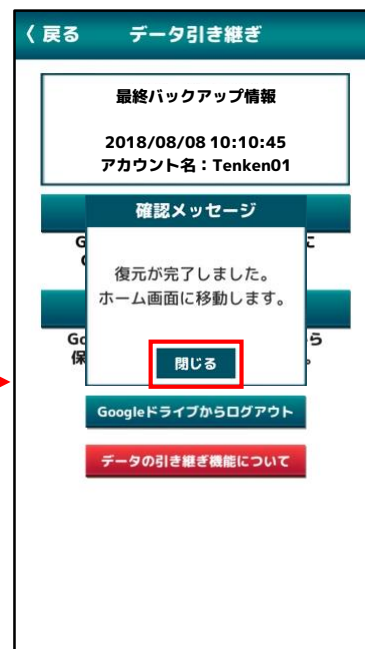 〈 戻る データ引き継ぎ
最終バックアップ情報
2018/08/08 10:10:45
アカウント名：Tenken01
確認メッセージ
復元が完了しました。
ホーム画面に移動します。
閉じる
Googleドライブからログアウト
データの引き継ぎ機能について